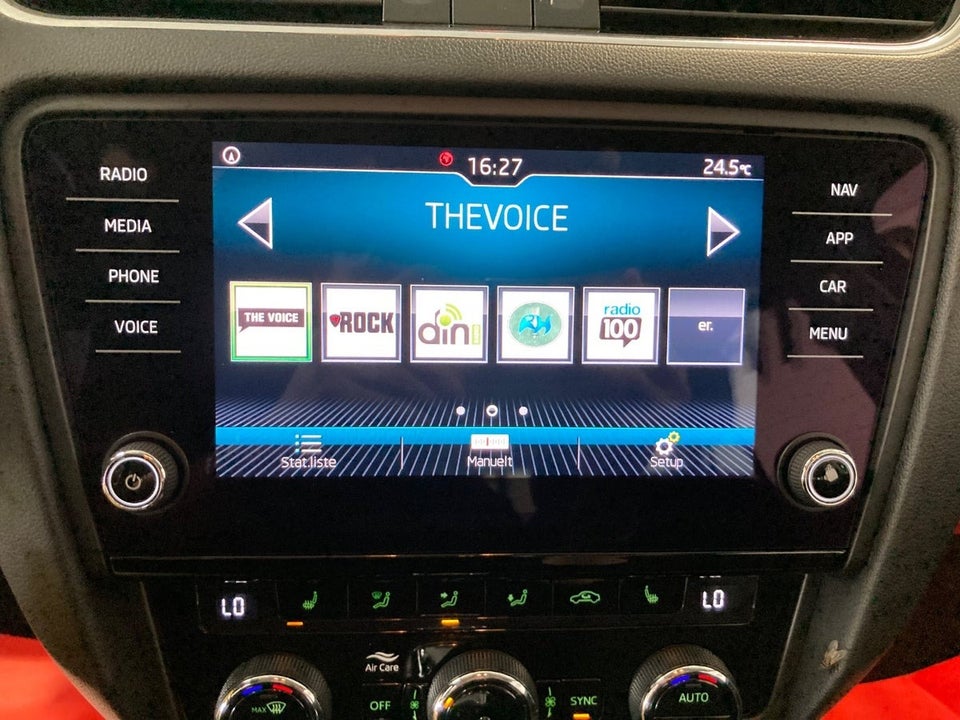 RADIO
MEDIA
PHONE
VOICE
16:27
24.5°C
THEVOICE
THE VOICE
ROCK
din
RH
radio
100
er.
Stat.liste
Manuelt
Setup
NAV
APP
CAR
MENU
LO
LO
Air Care
MAX
OFF
SYNC
AUTO